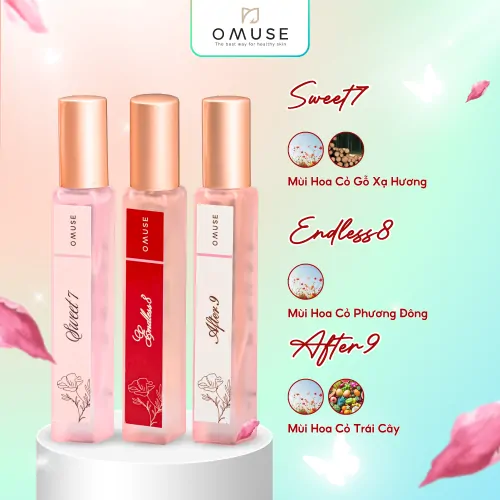 OMUSE
The best way for healthy skin
Sweet7
Mùi Hoa Cỏ Gỗ Xạ Hương
Endless8
Mùi Hoa Cỏ Phương Đông
After9
Mùi Hoa Cỏ Trái Cây
OMUSE
Sweet 7
OMUSE
Endless8
OMUSE
After.9